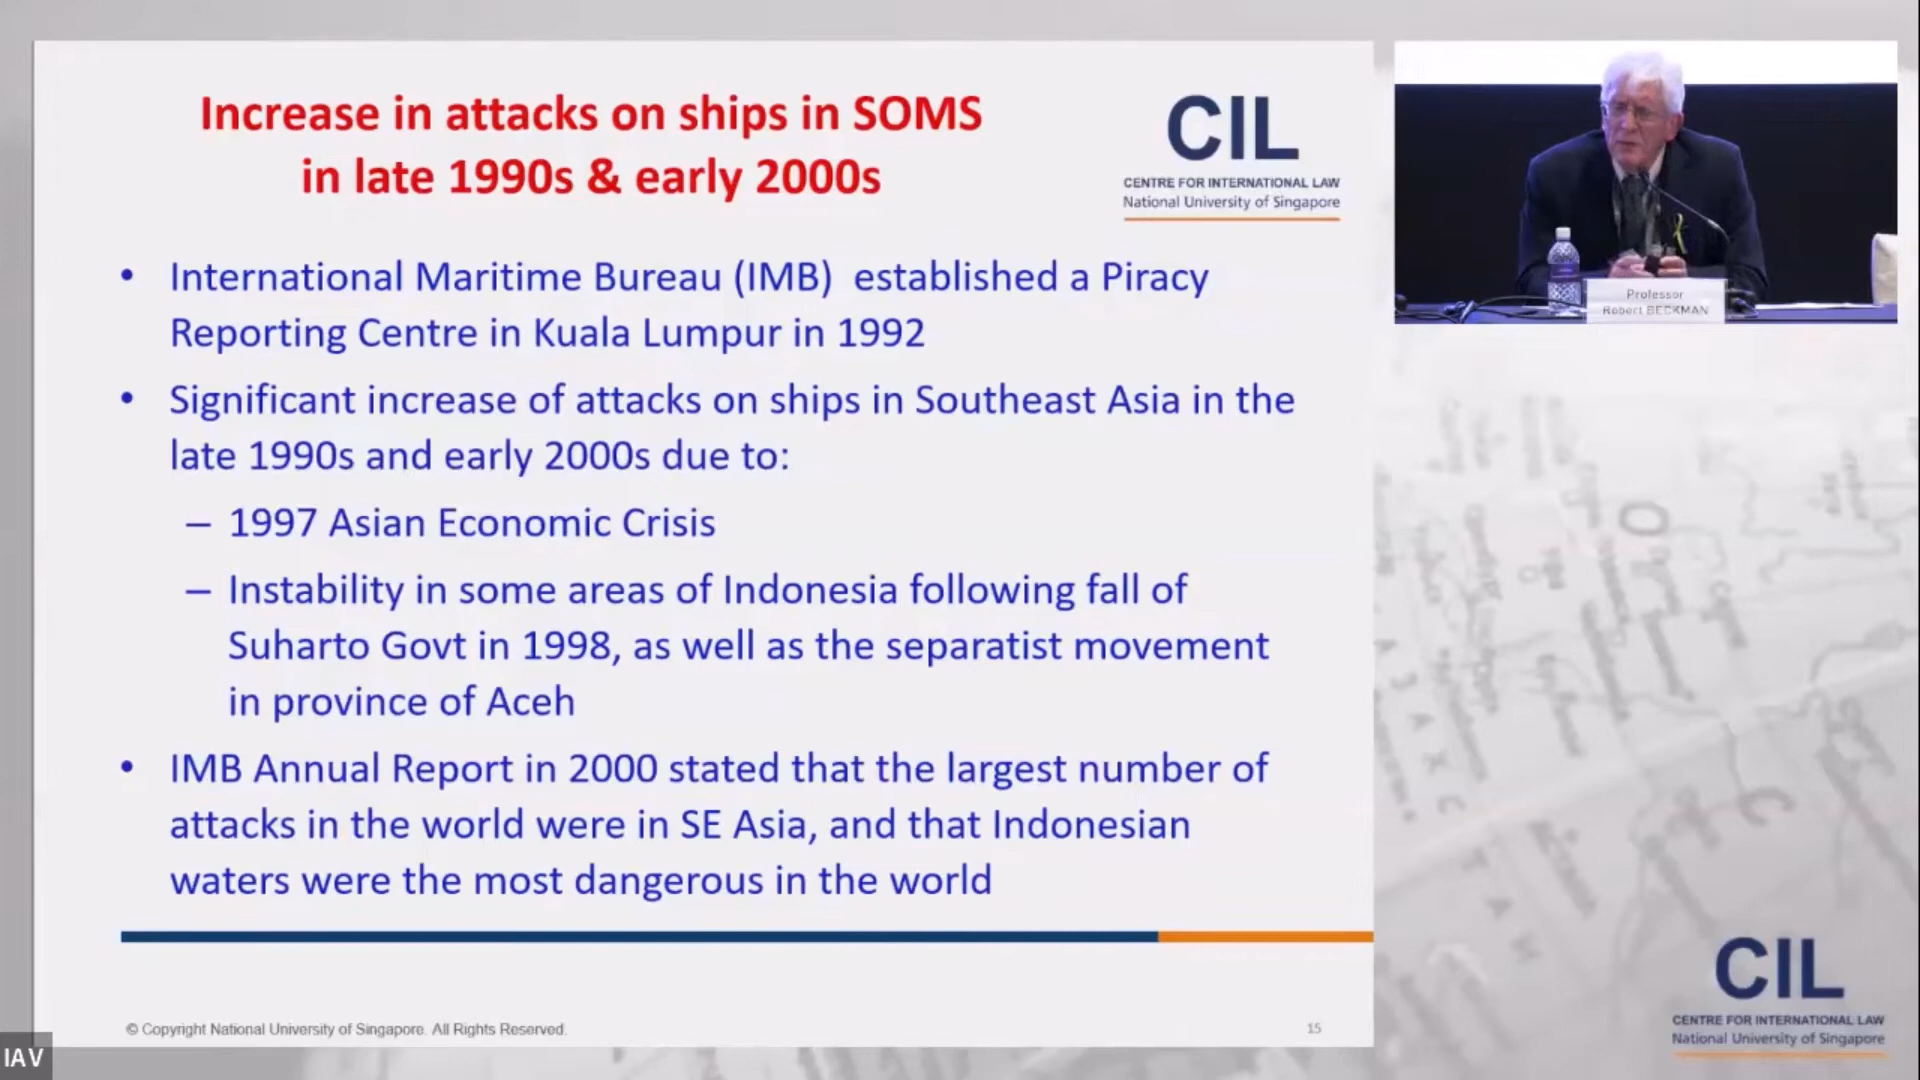 Increase in attacks on ships in SOMS
in late 1990s & early 2000s
CIL
CENTRE FOR INTERNATIONAL LAW
National University of Singapore
• International Maritime Bureau (IMB) established a Piracy
Reporting Centre in Kuala Lumpur in 1992
• Significant increase of attacks on ships in Southeast Asia in the
late 1990s and early 2000s due to:
– 1997 Asian Economic Crisis
– Instability in some areas of Indonesia following fall of
Suharto Govt in 1998, as well as the separatist movement
in province of Aceh
• IMB Annual Report in 2000 stated that the largest number of
attacks in the world were in SE Asia, and that Indonesian
waters were the most dangerous in the world
© Copyright National University of Singapore. All Rights Reserved.
15
Professor
Robert BECKMAN
CIL
CENTRE FOR INTERNATIONAL LAW
National University of Singapore
IAV